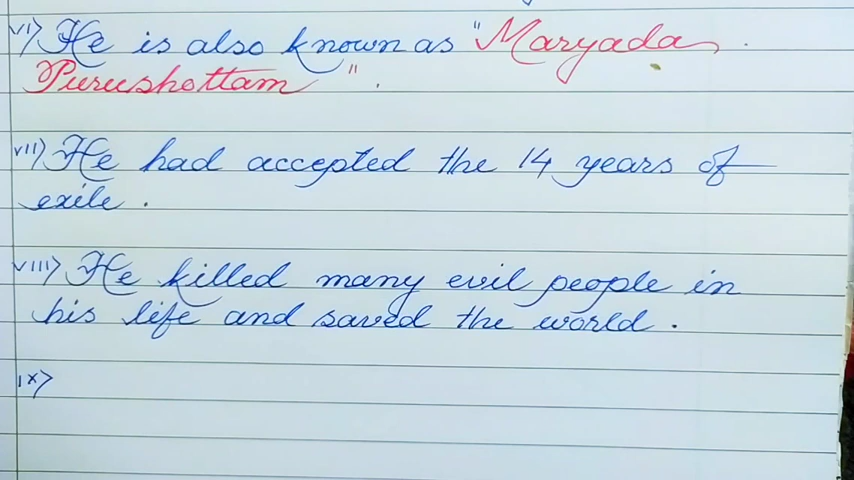 vi) He is also known as "Maryada
Purushottam".
vii) He had accepted the 14 years of
exile.
viii) He killed many evil people in
his life and saved the world.
ix)